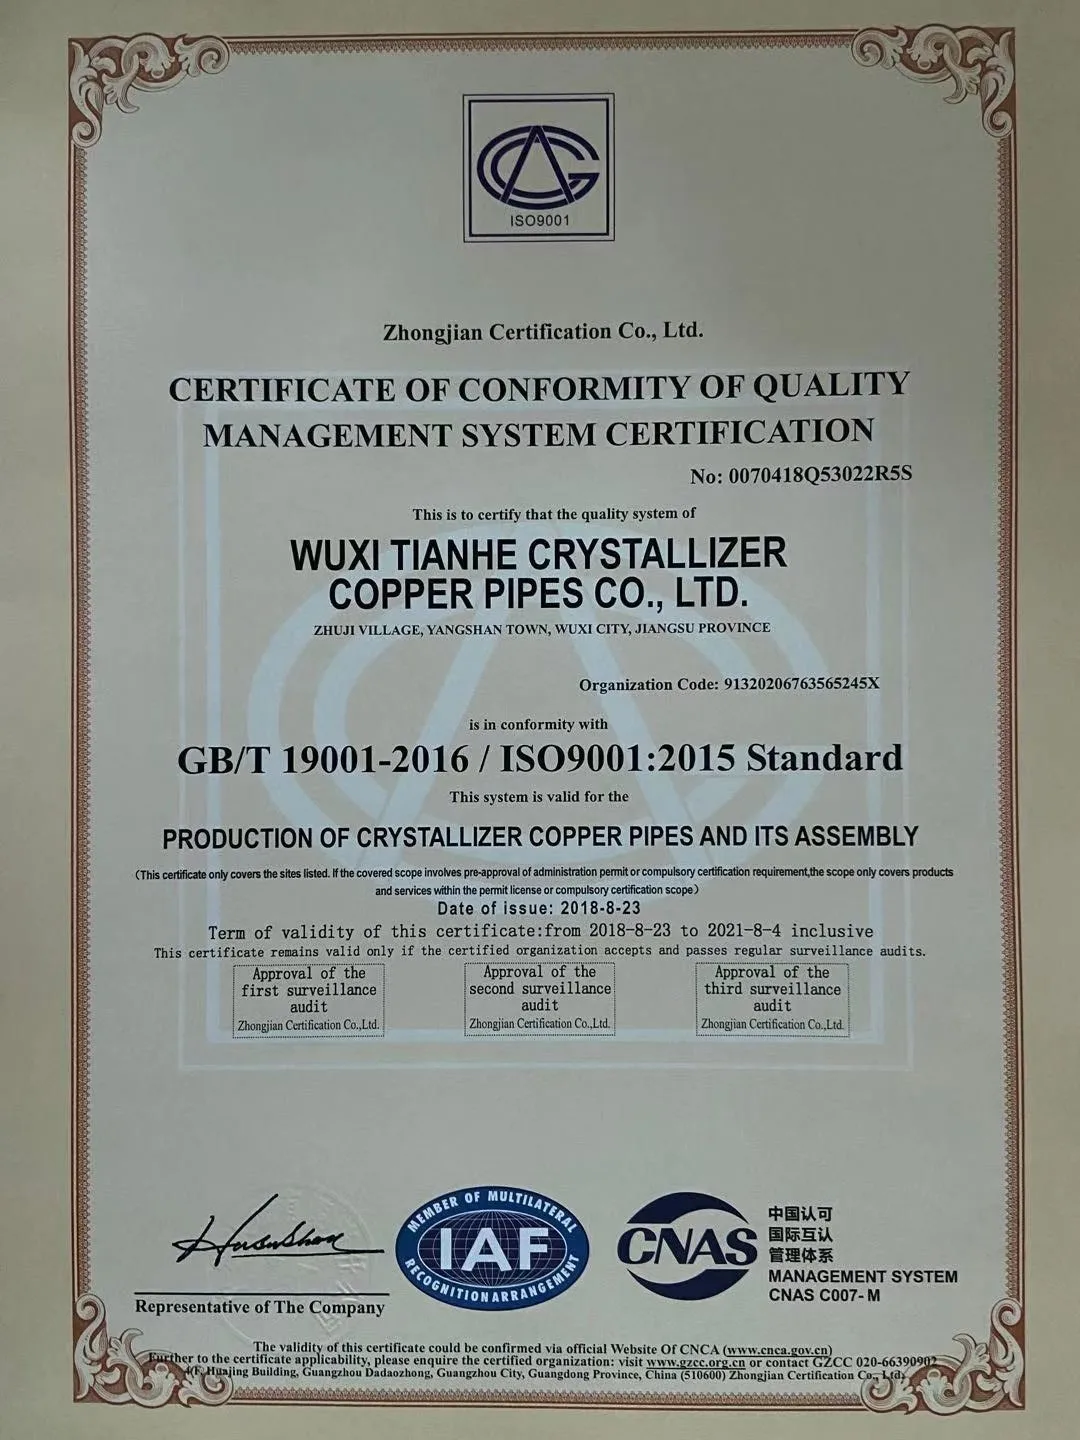 CAG
ISO9001
Zhongjian Certification Co., Ltd.
CERTIFICATE OF CONFORMITY OF QUALITY
MANAGEMENT SYSTEM CERTIFICATION
No: 0070418Q53022R5S
This is to certify that the quality system of
WUXI TIANHE CRYSTALLIZER
COPPER PIPES CO., LTD.
ZHUJI VILLAGE, YANGSHAN TOWN, WUXI CITY, JIANGSU PROVINCE
Organization Code: 91320206763565245X
is in conformity with
GB/T 19001-2016 / ISO9001:2015 Standard
This system is valid for the
PRODUCTION OF CRYSTALLIZER COPPER PIPES AND ITS ASSEMBLY
(This certificate only covers the sites listed. If the covered scope involves pre-approval of administration permit or compulsory certification requirement,the scope only covers products
and services within the permit license or compulsory certification scope)
Date of issue: 2018-8-23
Term of validity of this certificate:from 2018-8-23 to 2021-8-4 inclusive
This certificate remains valid only if the certified organization accepts and passes regular surveillance audits.
Approval of the
first surveillance
audit
Zhongjian Certification Co.,Ltd.
Approval of the
second surveillance
audit
Zhongjian Certification Co.,Ltd.
Approval of the
third surveillance
audit
Zhongjian Certification Co.,Ltd.
Representative of The Company
MEMBER OF MULTILATERAL
IAF
RECOGNITION ARRANGEMENT
CNAS
中国认可
国际互认
管理体系
MANAGEMENT SYSTEM
CNAS C007-M
The validity of this certificate could be confirmed via official Website Of CNCA (www.cnca.gov.cn)
Further to the certificate applicability, please enquire the certified organization: visit www.gzcc.org.cn or contact GZCC 020-66390902
4/F, Huajing Building, Guangzhou Dadaozhong, Guangzhou City, Guangdong Province, China (510600) Zhongjian Certification Co., Ltd.